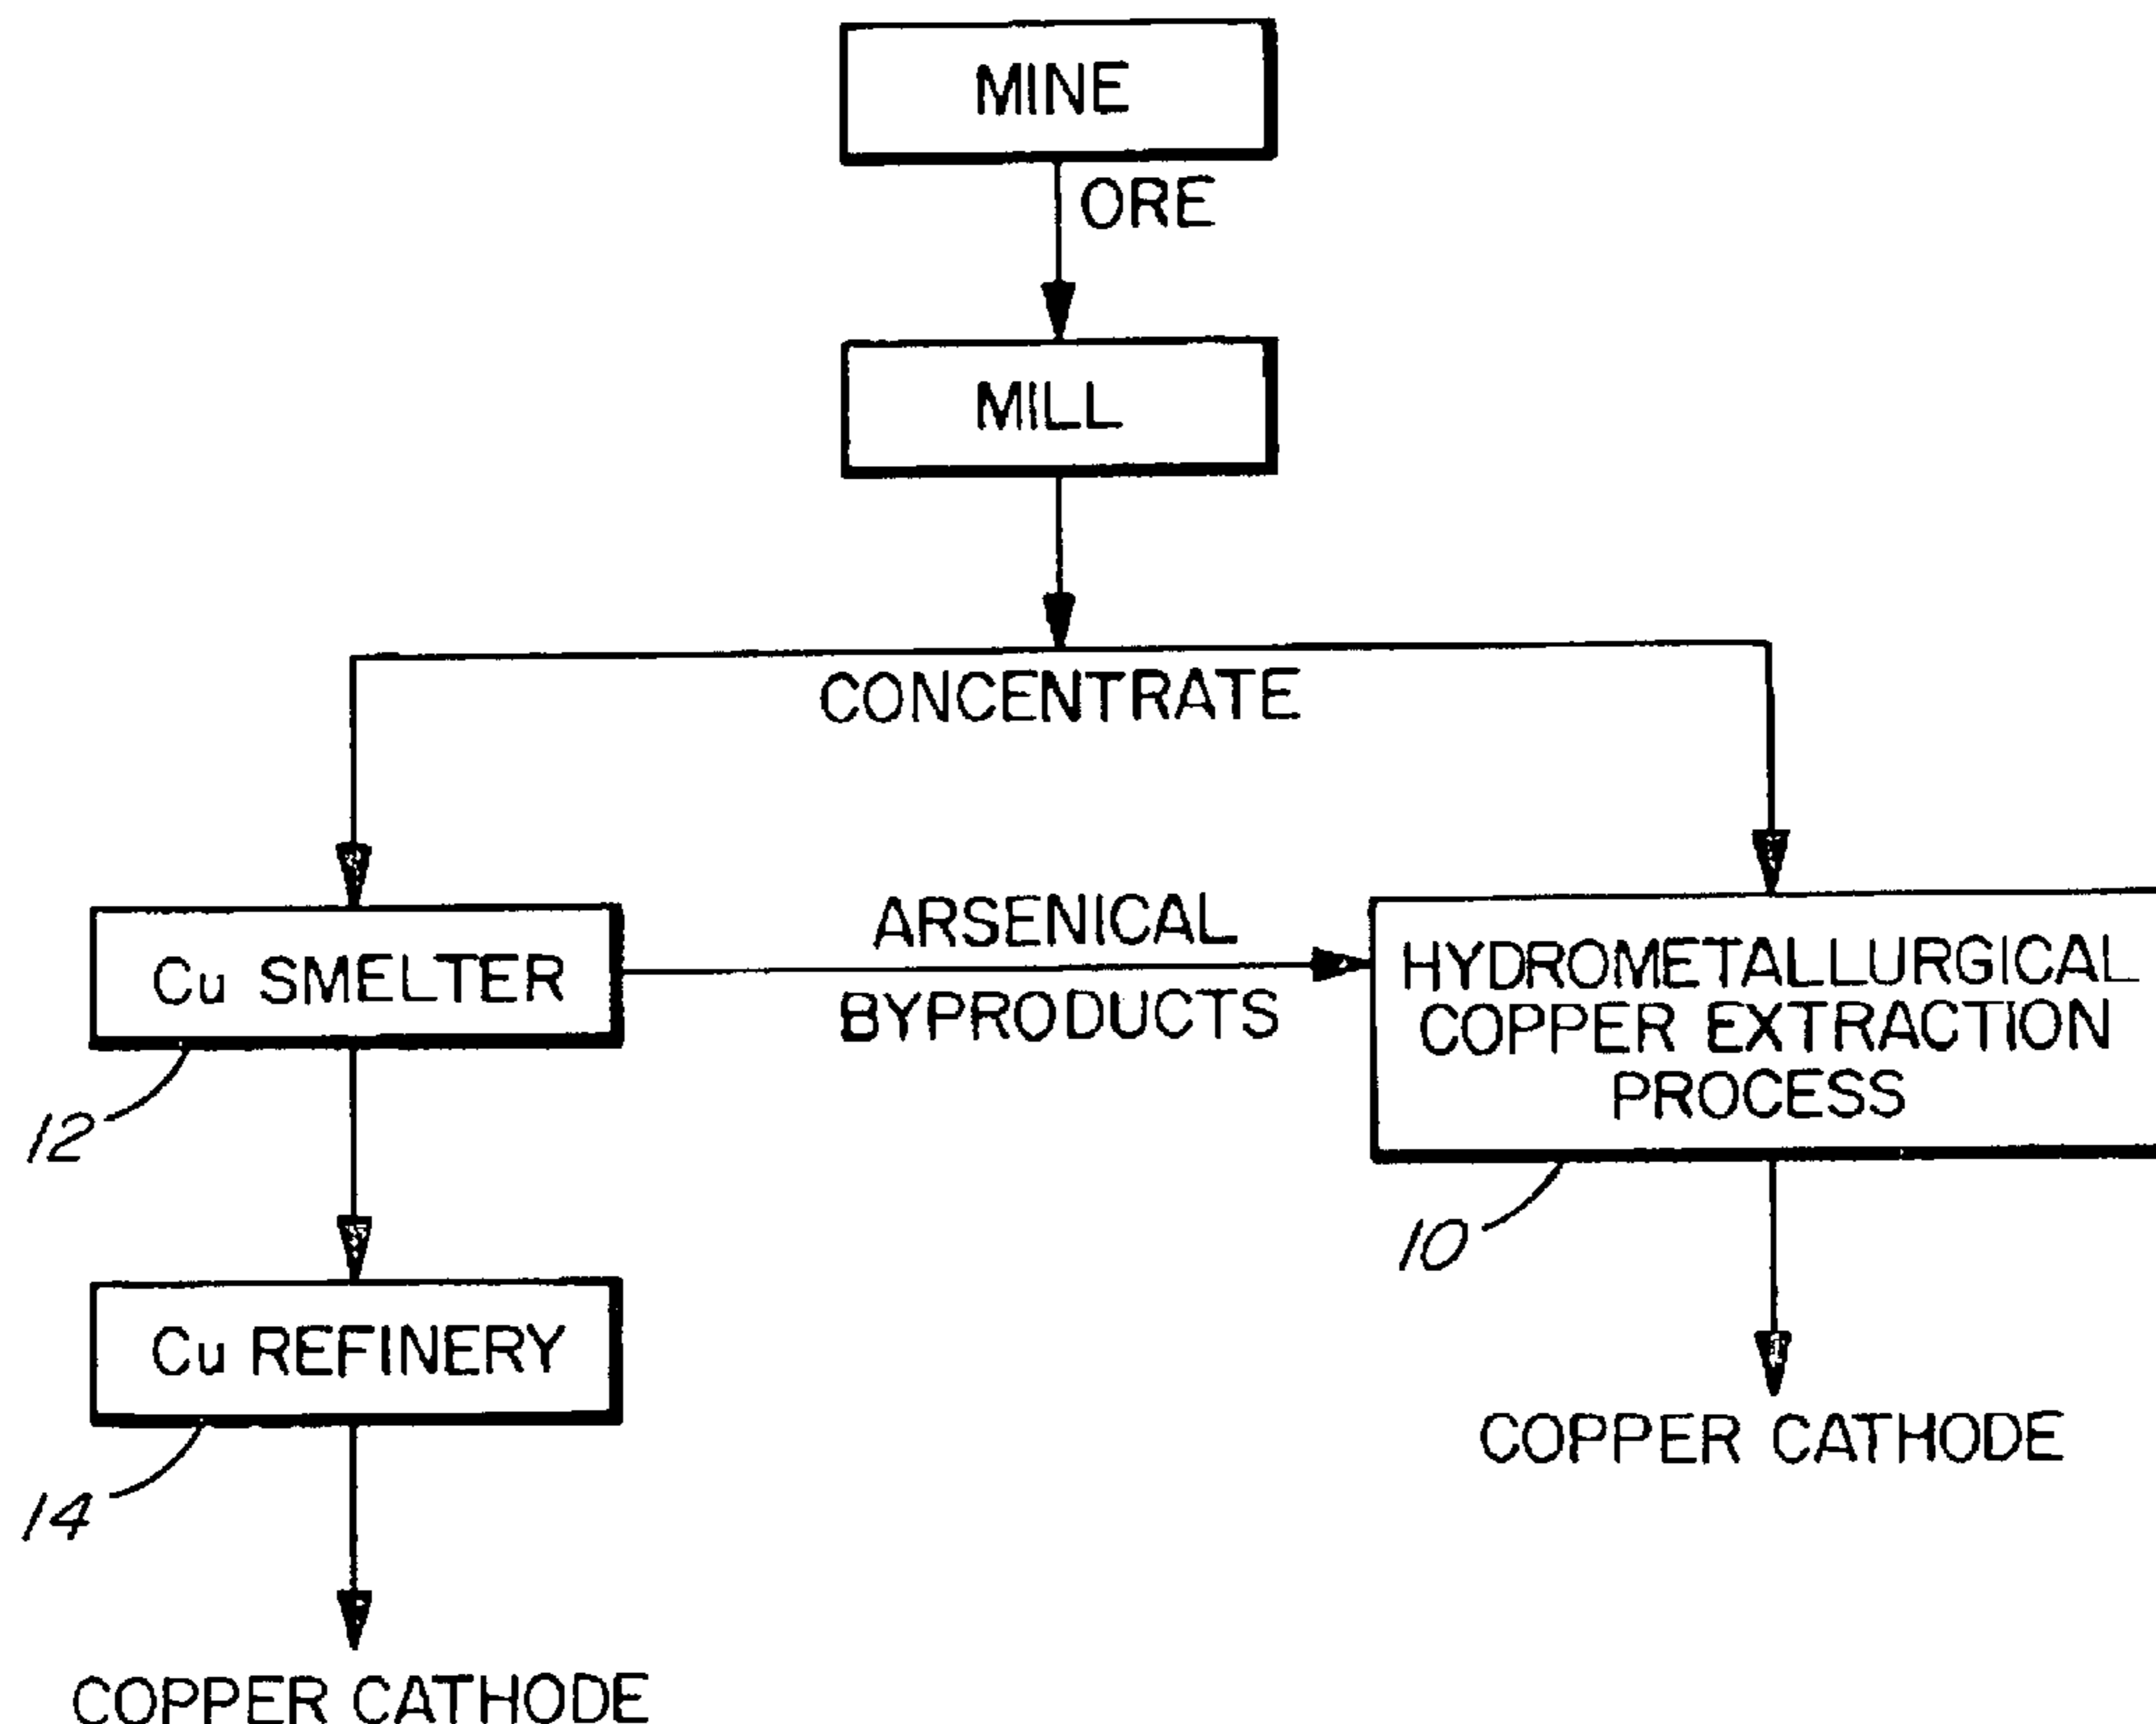 MINE
ORE
MILL
CONCENTRATE
Cu SMELTER
12
ARSENICAL
BYPRODUCTS
HYDROMETALLURGICAL
COPPER EXTRACTION
PROCESS
10
Cu REFINERY
14
COPPER CATHODE
COPPER CATHODE